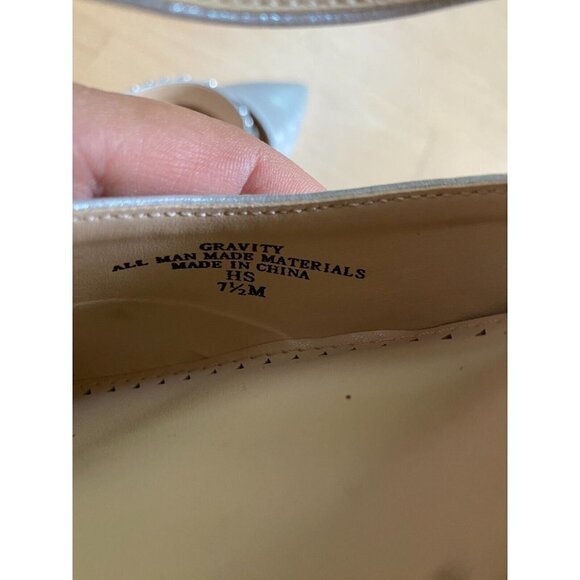 GRAVITY
ALL MAN MADE MATERIALS
MADE IN CHINA
HS
7½M